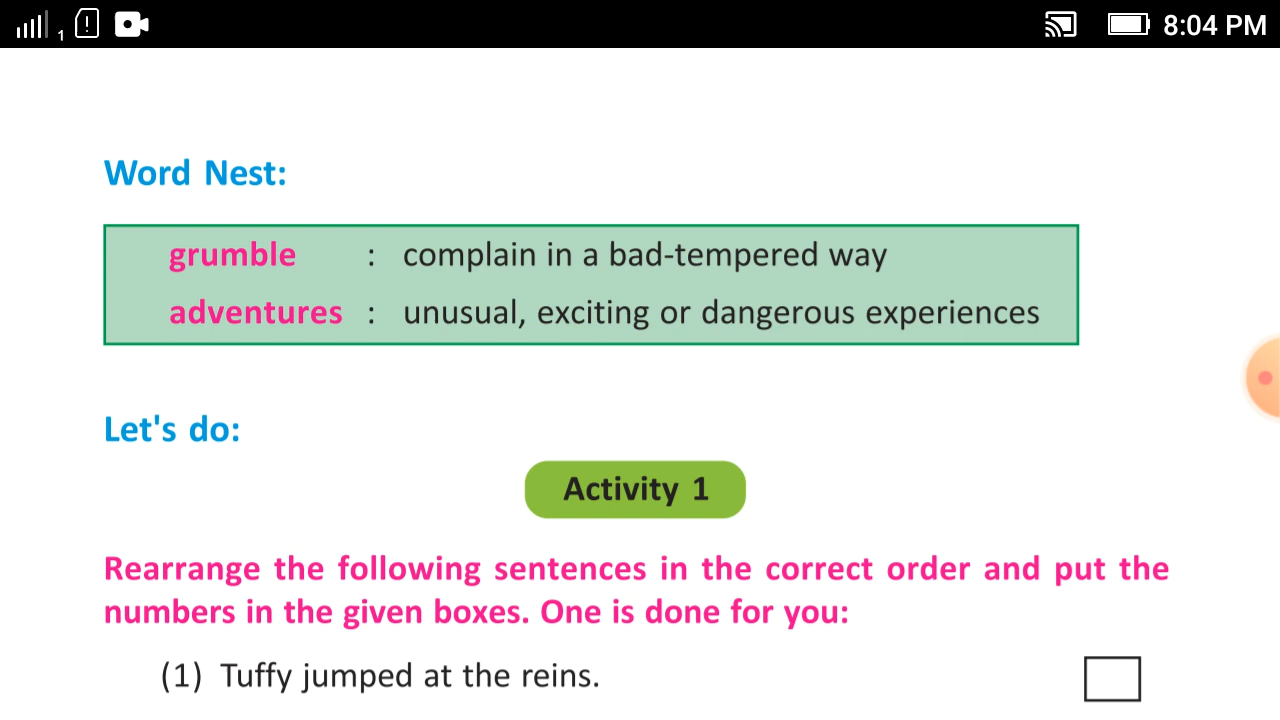 1
8:04 PM
Word Nest:
grumble : complain in a bad-tempered way
adventures : unusual, exciting or dangerous experiences
Let's do:
Activity 1
Rearrange the following sentences in the correct order and put the
numbers in the given boxes. One is done for you:
(1) Tuffy jumped at the reins.